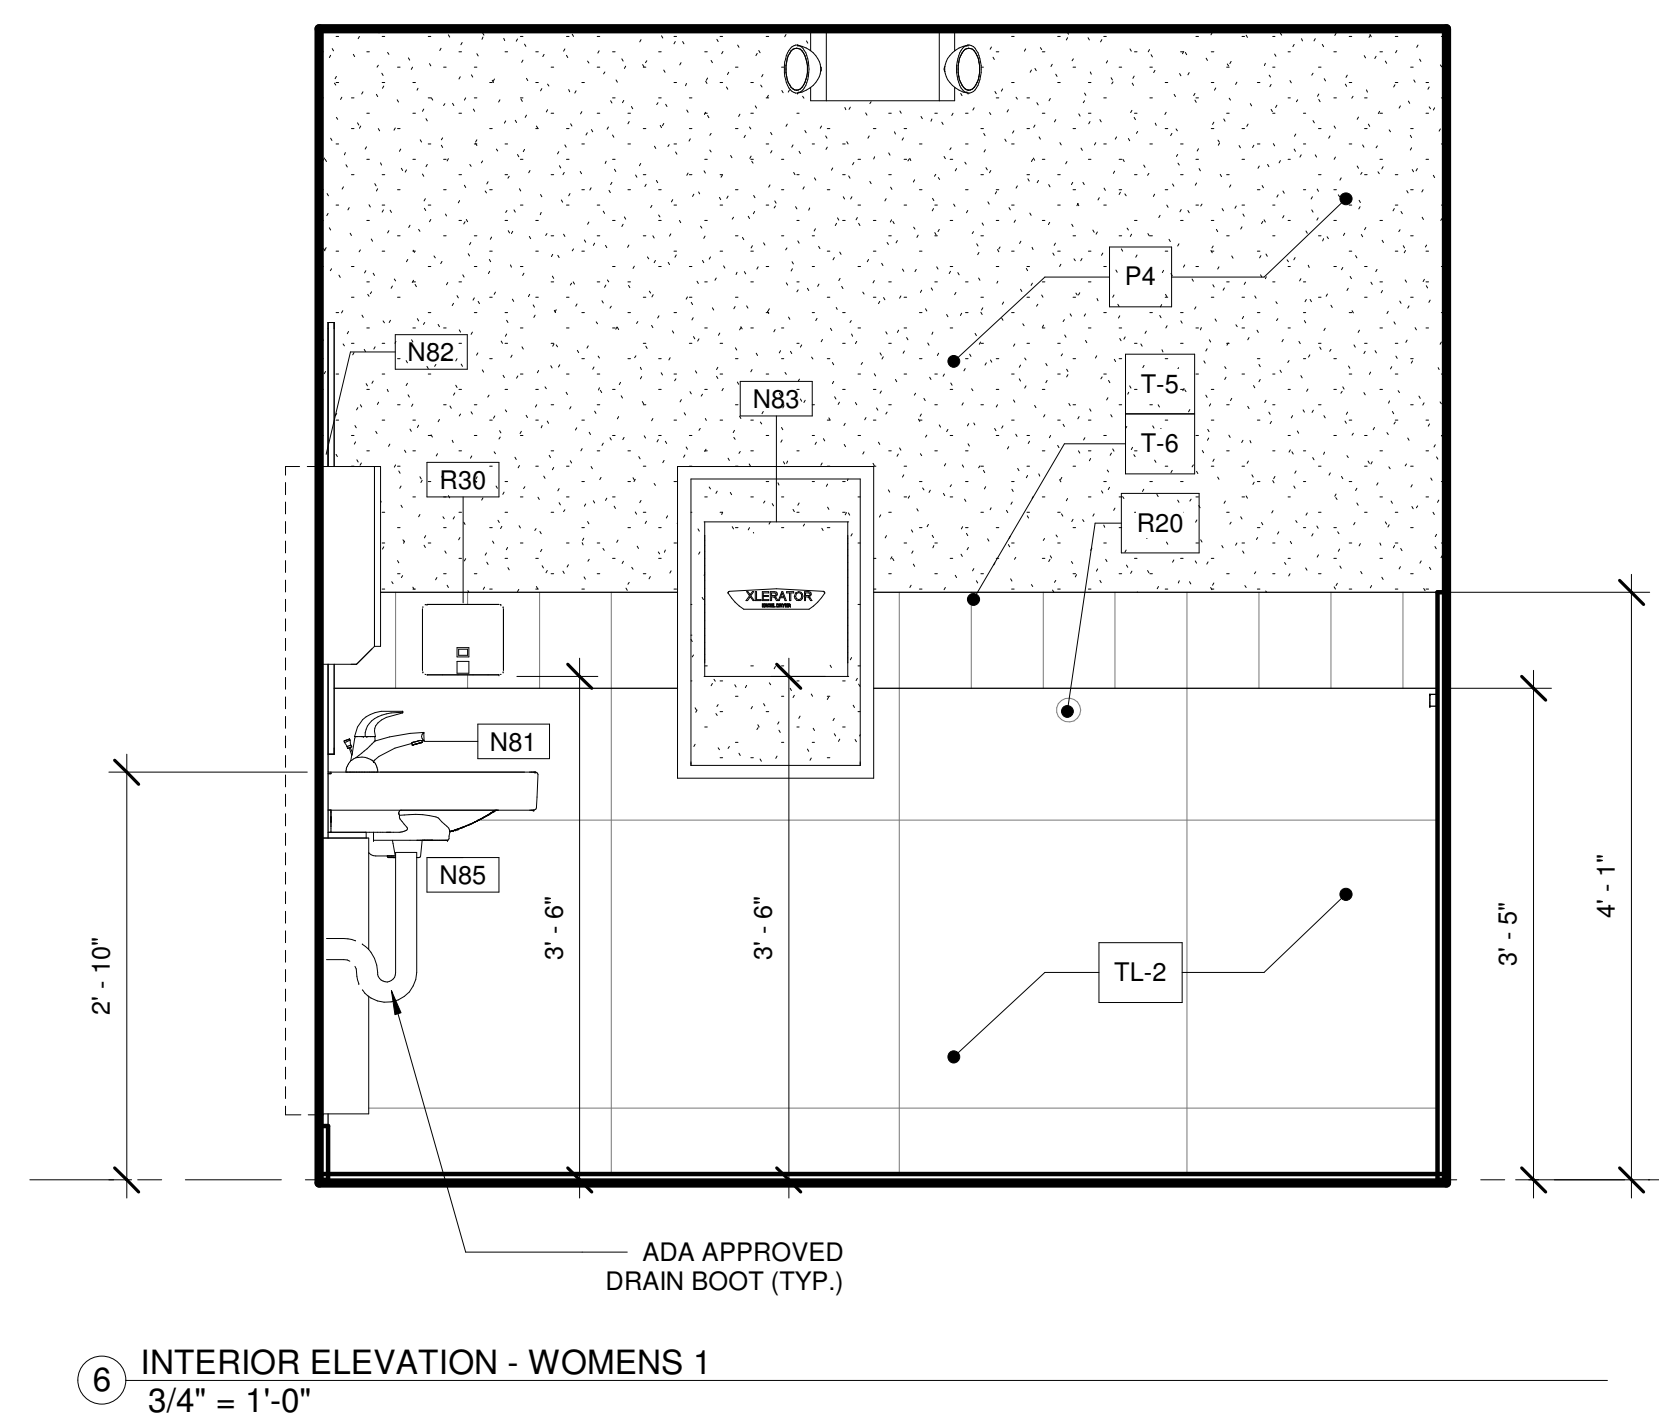 P4
N82
T-5
N83
T-6
R30
R20
XLERATOR
N81
N85
3' - 6"
3' - 6"
2' - 10"
3' - 5"
4' - 1"
TL-2
ADA APPROVED
DRAIN BOOT (TYP.)
6
INTERIOR ELEVATION - WOMENS 1
3/4" = 1'-0"